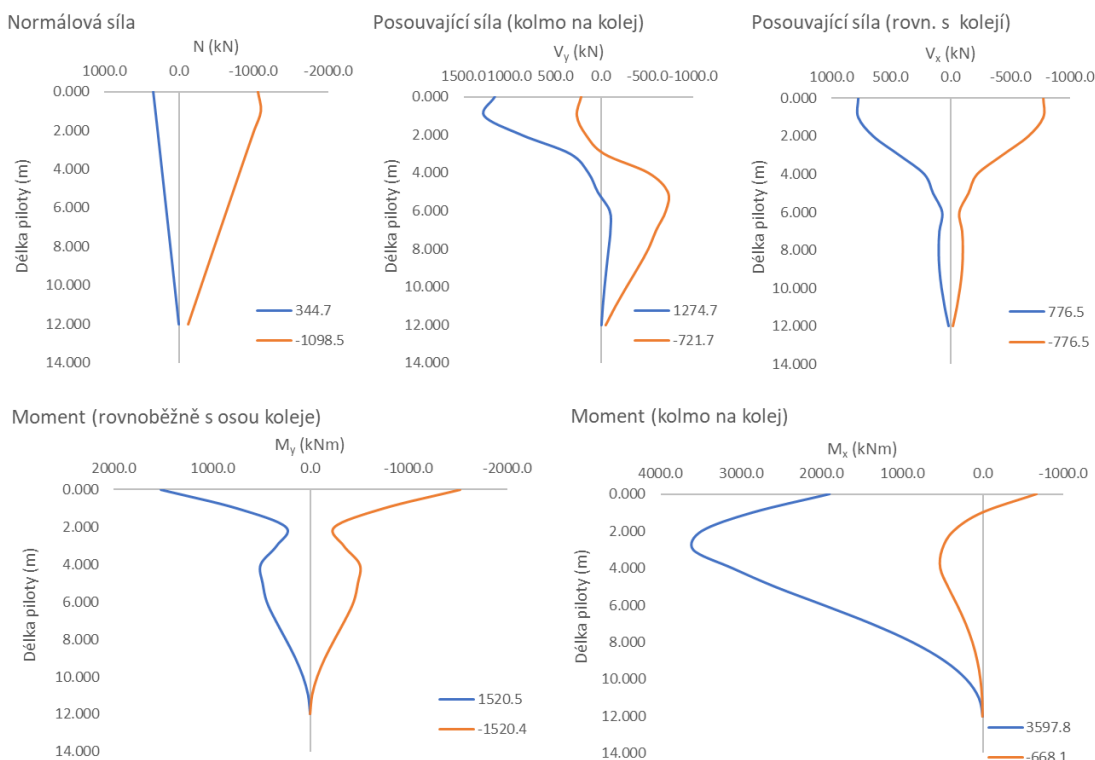 Normálová síla
N (kN)
1000.0 0.0 -1000.0 -2000.0
0.000
2.000
4.000
6.000
8.000
10.000
12.000
14.000
Délka piloty (m)
344.7
-1098.5
Posouvající síla (kolmo na kolej)
Vy (kN)
1500.01000.0 500.0 0.0 -500.0-1000.0
0.000
2.000
4.000
6.000
8.000
10.000
12.000
14.000
Délka piloty (m)
1274.7
-721.7
Posouvající síla (rovn. s kolejí)
Vx (kN)
1000.0 500.0 0.0 -500.0 -1000.0
0.000
2.000
4.000
6.000
8.000
10.000
12.000
14.000
Délka piloty (m)
776.5
-776.5
Moment (rovnoběžně s osou koleje)
My (kNm)
2000.0 1000.0 0.0 -1000.0 -2000.0
0.000
2.000
4.000
6.000
8.000
10.000
12.000
14.000
Délka piloty (m)
1520.5
-1520.4
Moment (kolmo na kolej)
Mx (kNm)
4000.0 3000.0 2000.0 1000.0 0.0 -1000.0
0.000
2.000
4.000
6.000
8.000
10.000
12.000
14.000
Délka piloty (m)
3597.8
-668.1